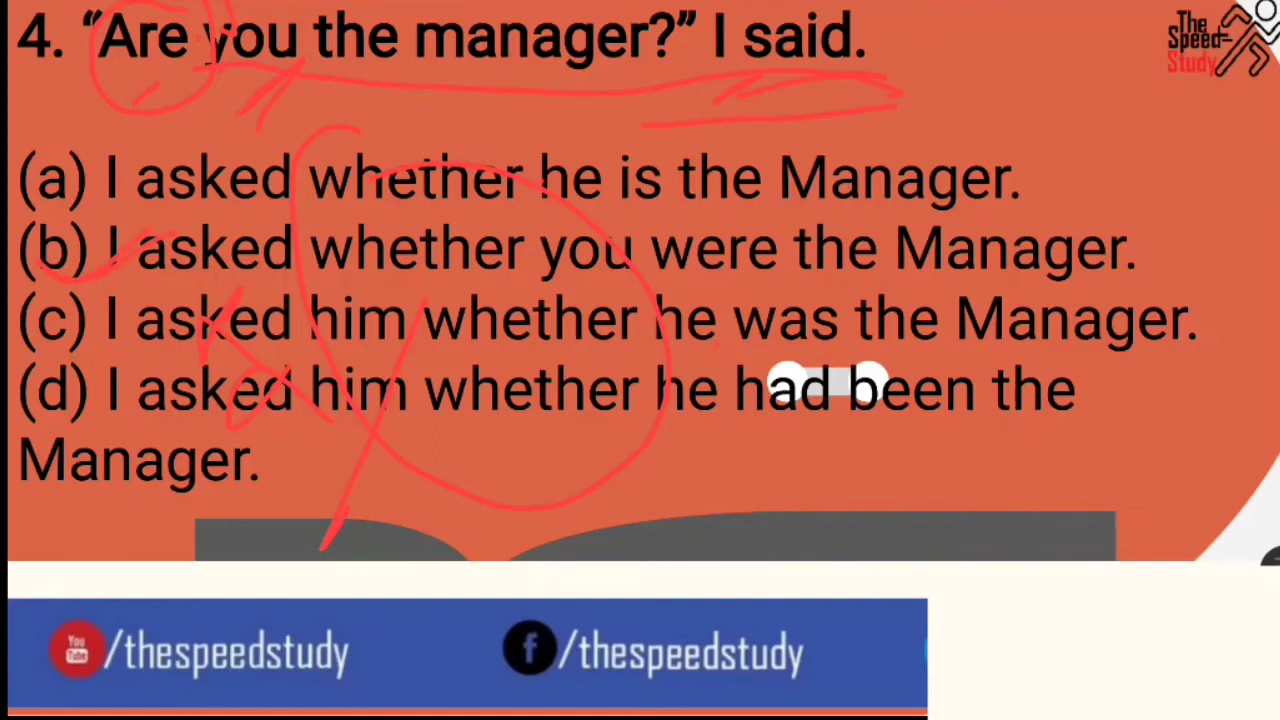 4. “Are you the manager?” I said.
The
Speed
Study
(a) I asked whether he is the Manager.
(b) I asked whether you were the Manager.
(c) I asked him whether he was the Manager.
(d) I asked him whether he had been the
Manager.
You
Tube
/thespeedstudy
f
/thespeedstudy